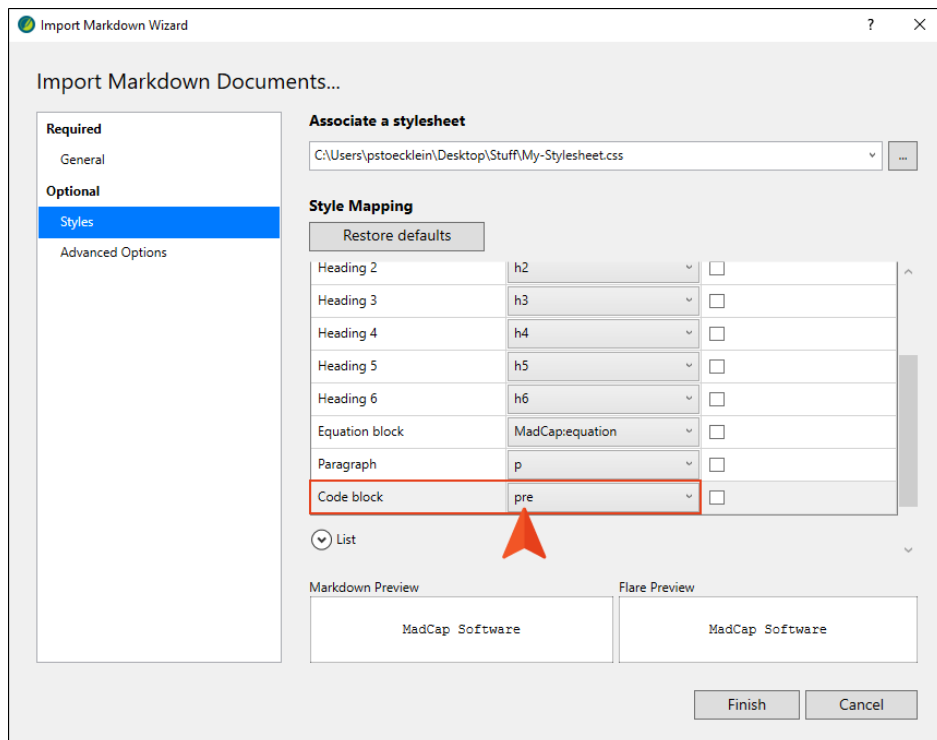 Import Markdown Wizard
?
Import Markdown Documents...
Required
General
Optional
Styles
Advanced Options
Associate a stylesheet
C:\Users\pstoecklein\Desktop\Stuff\My-Stylesheet.css
...
Style Mapping
Restore defaults
Heading 2 h2
Heading 3 h3
Heading 4 h4
Heading 5 h5
Heading 6 h6
Equation block MadCap:equation
Paragraph p
Code block pre
List
Markdown Preview Flare Preview
MadCap Software MadCap Software
Finish Cancel